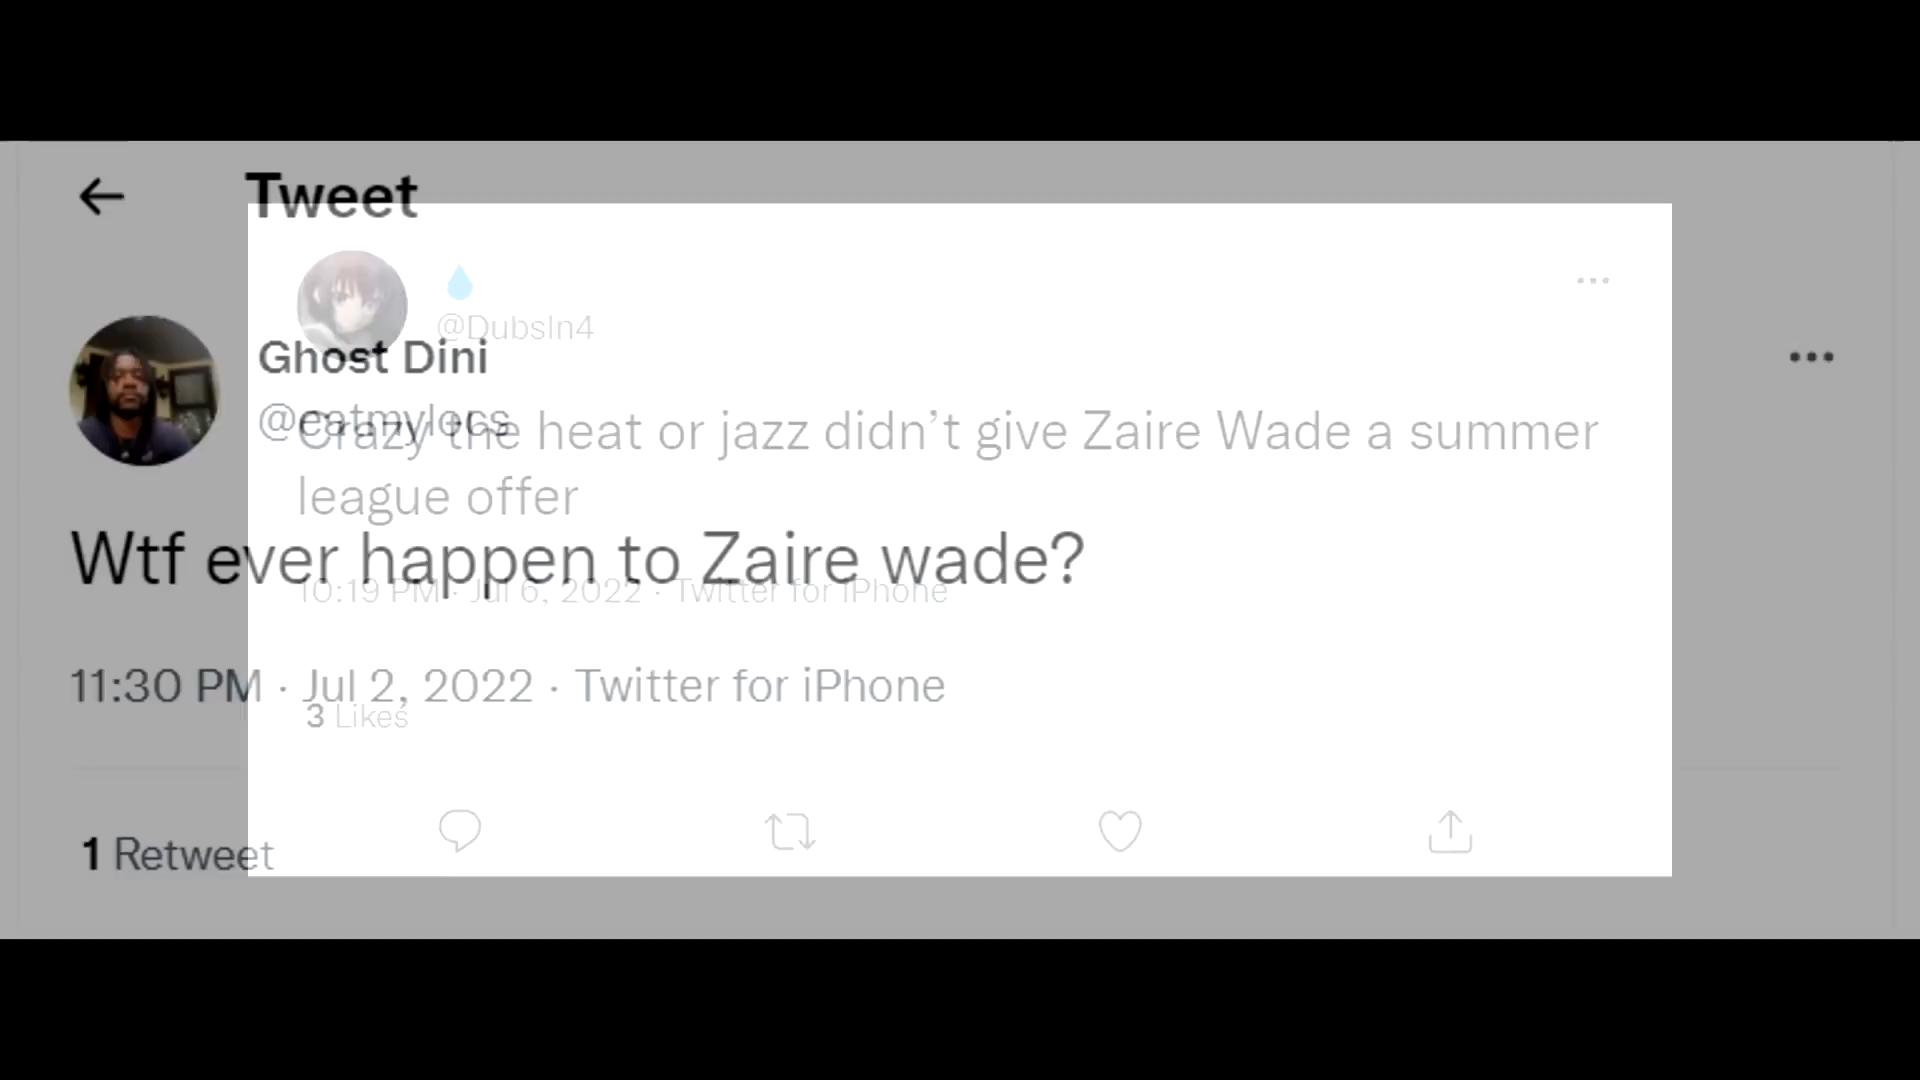 Tweet
@DubsIn4
Ghost Dini
@eatmylocs
Crazy the heat or jazz didn’t give Zaire Wade a summer
league offer
Wtf ever happen to Zaire wade?
10:19 PM · Jul 6, 2022 · Twitter for iPhone
11:30 PM · Jul 2, 2022 · Twitter for iPhone
3 Likes
1 Retweet